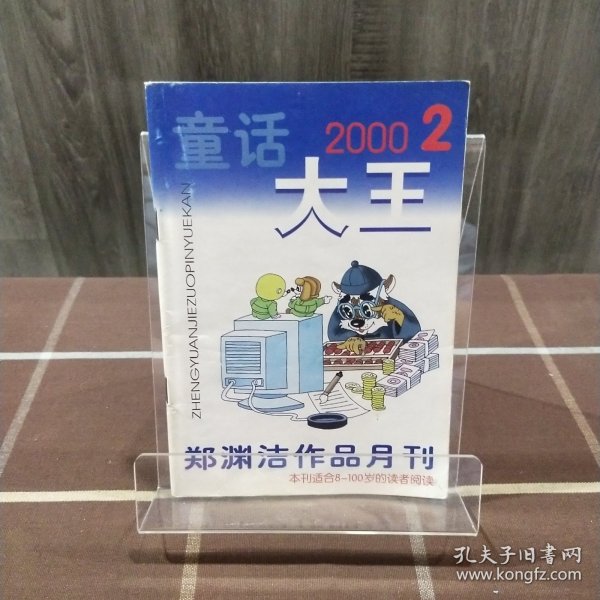 童话
2000 2
大王
ZHENGYUANJIEZUOPINYUEKAN
郑渊洁作品月刊
本刊适合8-100岁的读者阅读
孔夫子旧书网
www.kongfz.com